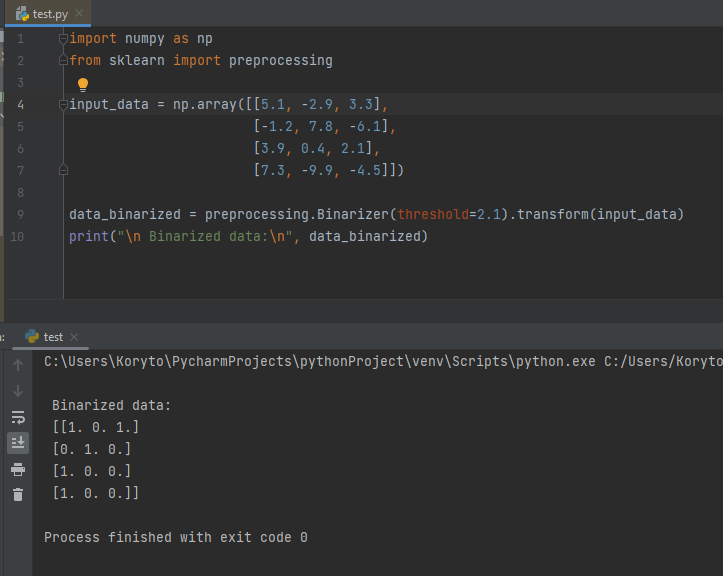 test.py
1 import numpy as np
2 from sklearn import preprocessing
3
4 input_data = np.array([[5.1, -2.9, 3.3],
5 [-1.2, 7.8, -6.1],
6 [3.9, 0.4, 2.1],
7 [7.3, -9.9, -4.5]])
8
9 data_binarized = preprocessing.Binarizer(threshold=2.1).transform(input_data)
10 print("\n Binarized data:\n", data_binarized)
test
C:\Users\Koryto\PycharmProjects\pythonProject\venv\Scripts\python.exe C:/Users/Koryto
Binarized data:
[[1. 0. 1.]
[0. 1. 0.]
[1. 0. 0.]
[1. 0. 0.]]
Process finished with exit code 0